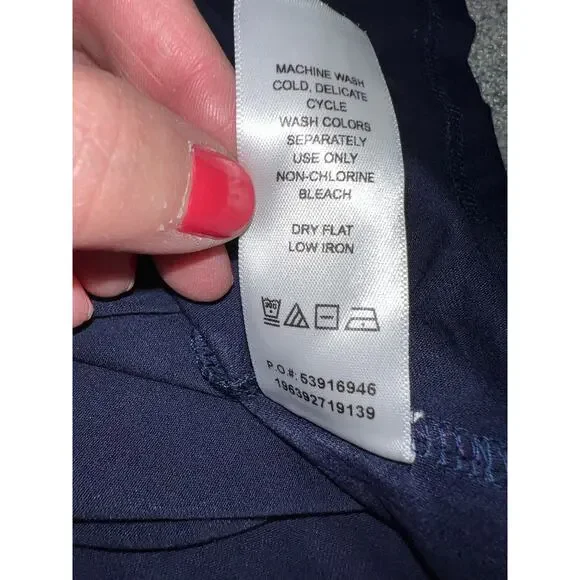 MACHINE WASH
COLD, DELICATE
CYCLE
WASH COLORS
SEPARATELY
USE ONLY
NON-CHLORINE
BLEACH
DRY FLAT
LOW IRON
30C
P.O.#: 53916946
196392719139